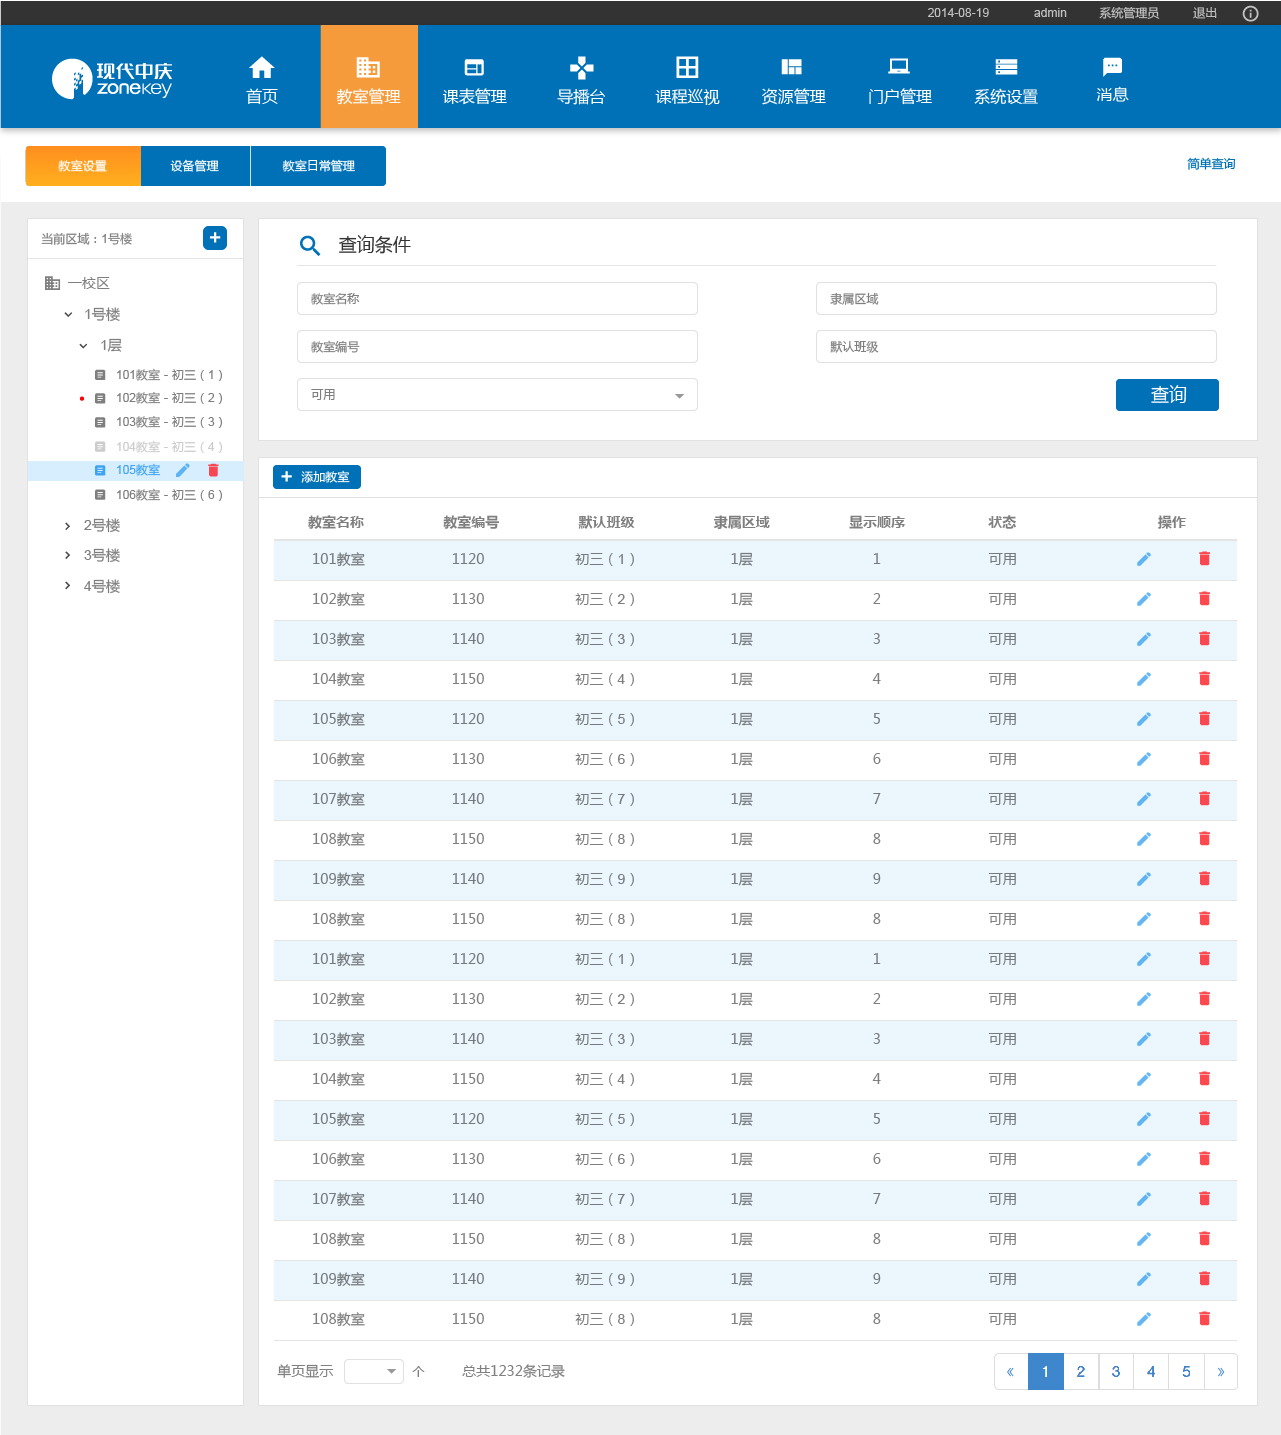 2014-08-19 admin 系统管理员 退出
现代中庆
zonekey
首页 教室管理 课表管理 导播台 课程巡视 资源管理 门户管理 系统设置 消息
教室设置 设备管理 教室日常管理 简单查询
当前区域：1号楼
一校区
1号楼
1层
101教室 – 初三（1）
102教室 – 初三（2）
103教室 – 初三（3）
104教室 – 初三（4）
105教室
106教室 – 初三（6）
2号楼
3号楼
4号楼
查询条件
教室名称 隶属区域
教室编号 默认班级
可用 查询
添加教室
教室名称 教室编号 默认班级 隶属区域 显示顺序 状态 操作
101教室 1120 初三（1） 1层 1 可用
102教室 1130 初三（2） 1层 2 可用
103教室 1140 初三（3） 1层 3 可用
104教室 1150 初三（4） 1层 4 可用
105教室 1120 初三（5） 1层 5 可用
106教室 1130 初三（6） 1层 6 可用
107教室 1140 初三（7） 1层 7 可用
108教室 1150 初三（8） 1层 8 可用
109教室 1140 初三（9） 1层 9 可用
108教室 1150 初三（8） 1层 8 可用
101教室 1120 初三（1） 1层 1 可用
102教室 1130 初三（2） 1层 2 可用
103教室 1140 初三（3） 1层 3 可用
104教室 1150 初三（4） 1层 4 可用
105教室 1120 初三（5） 1层 5 可用
106教室 1130 初三（6） 1层 6 可用
107教室 1140 初三（7） 1层 7 可用
108教室 1150 初三（8） 1层 8 可用
109教室 1140 初三（9） 1层 9 可用
108教室 1150 初三（8） 1层 8 可用
单页显示 个 总共1232条记录 « 1 2 3 4 5 »